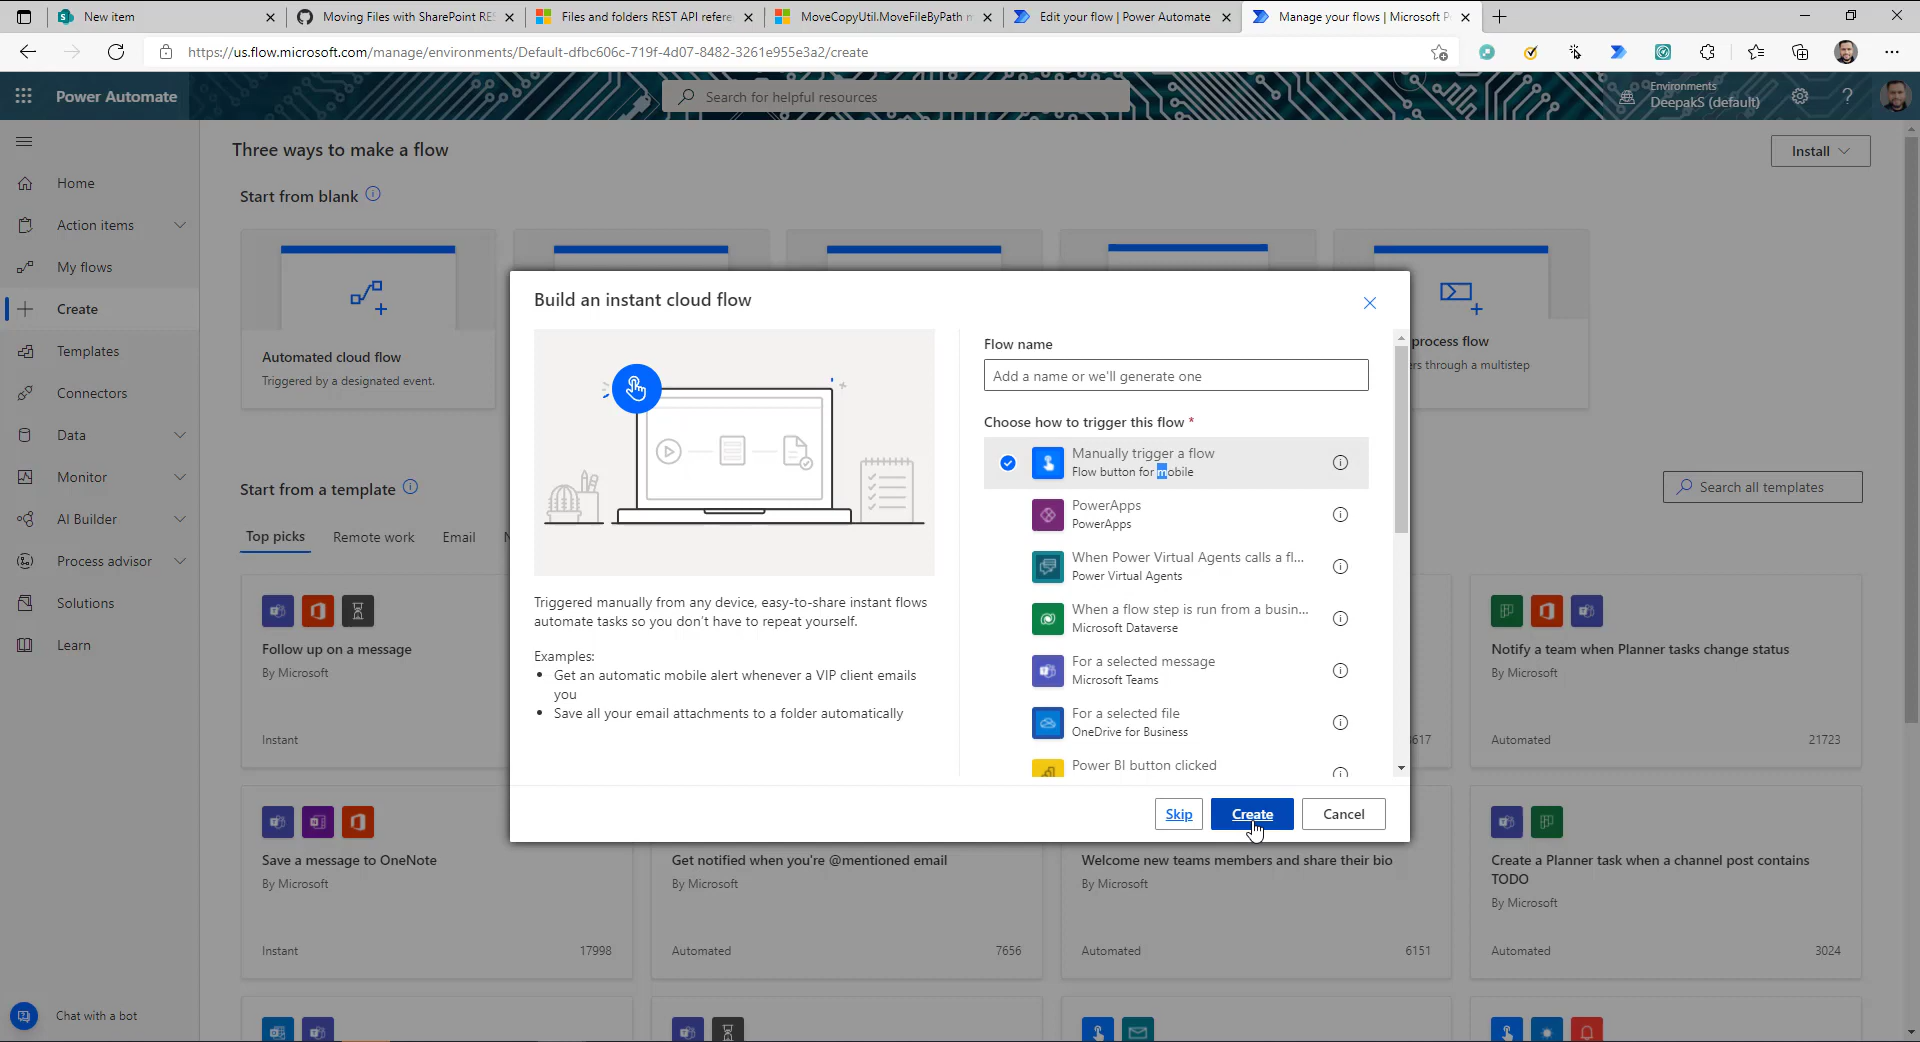 New item
Moving Files with SharePoint RES
Files and folders REST API refere
MoveCopyUtil.MoveFileByPath m
Edit your flow | Power Automate
Manage your flows | Microsoft P
https://us.flow.microsoft.com/manage/environments/Default-dfbc606c-719f-4d07-8482-3261e955e3a2/create
Power Automate
Search for helpful resources
Environments
DeepakS (default)
Home
Action items
My flows
Create
Templates
Connectors
Data
Monitor
AI Builder
Process advisor
Solutions
Learn
Chat with a bot
Three ways to make a flow
Install
Start from blank
Automated cloud flow
Triggered by a designated event.
process flow
ers through a multistep
Start from a template
Search all templates
Top picks
Remote work
Email
N
Build an instant cloud flow
Triggered manually from any device, easy-to-share instant flows
automate tasks so you don't have to repeat yourself.
Examples:
• Get an automatic mobile alert whenever a VIP client emails
you
• Save all your email attachments to a folder automatically
Flow name
Add a name or we'll generate one
Choose how to trigger this flow *
Manually trigger a flow
Flow button for mobile
PowerApps
PowerApps
When Power Virtual Agents calls a fl...
Power Virtual Agents
When a flow step is run from a busin...
Microsoft Dataverse
For a selected message
Microsoft Teams
For a selected file
OneDrive for Business
Power BI button clicked
Skip
Create
Cancel
Follow up on a message
By Microsoft
Instant
3617
Notify a team when Planner tasks change status
By Microsoft
Automated
21723
Save a message to OneNote
By Microsoft
Instant
17998
Get notified when you're @mentioned email
By Microsoft
Automated
7656
Welcome new teams members and share their bio
By Microsoft
Automated
6151
Create a Planner task when a channel post contains
TODO
By Microsoft
Automated
3024